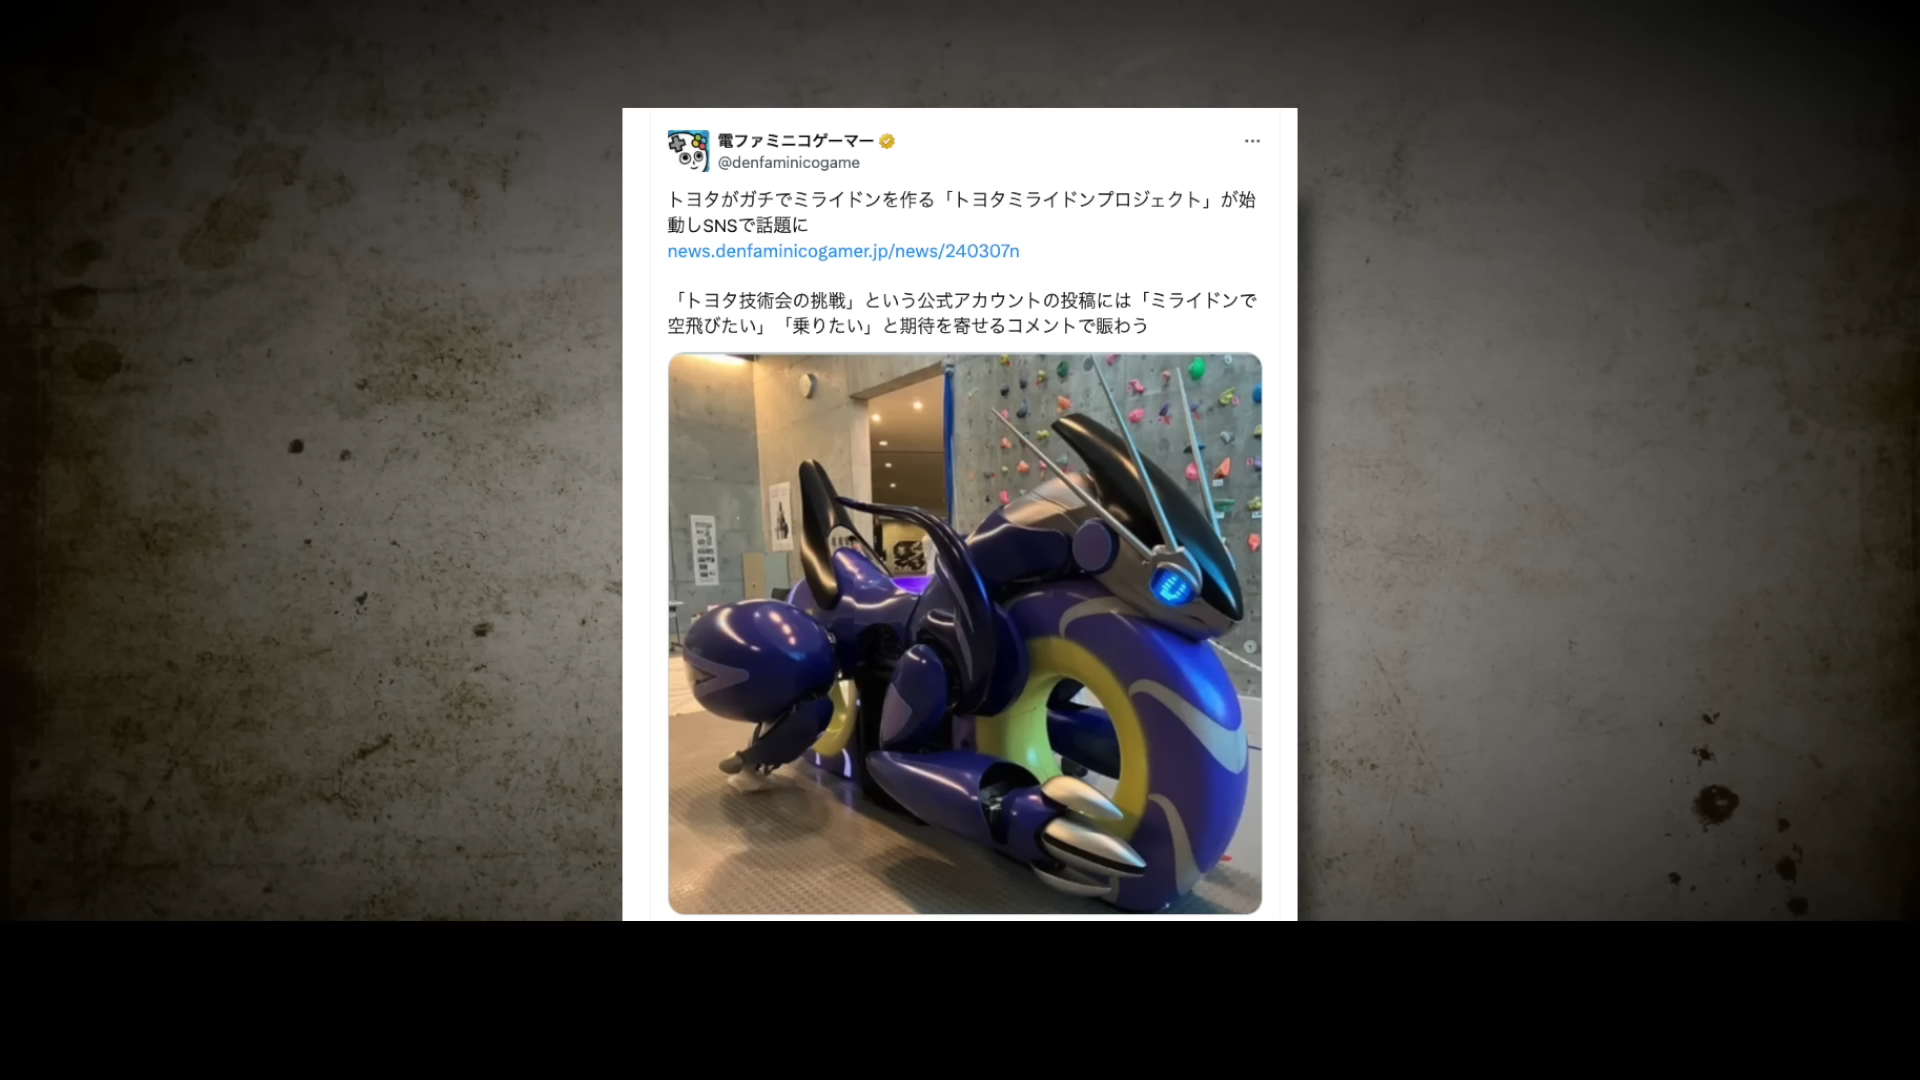 電ファミニコゲーマー
@denfaminicogame
トヨタがガチでミライドンを作る「トヨタミライドンプロジェクト」が始
動しSNSで話題に
news.denfaminicogamer.jp/news/240307n
「トヨタ技術会の挑戦」という公式アカウントの投稿には「ミライドンで
空飛びたい」「乗りたい」と期待を寄せるコメントで賑わう